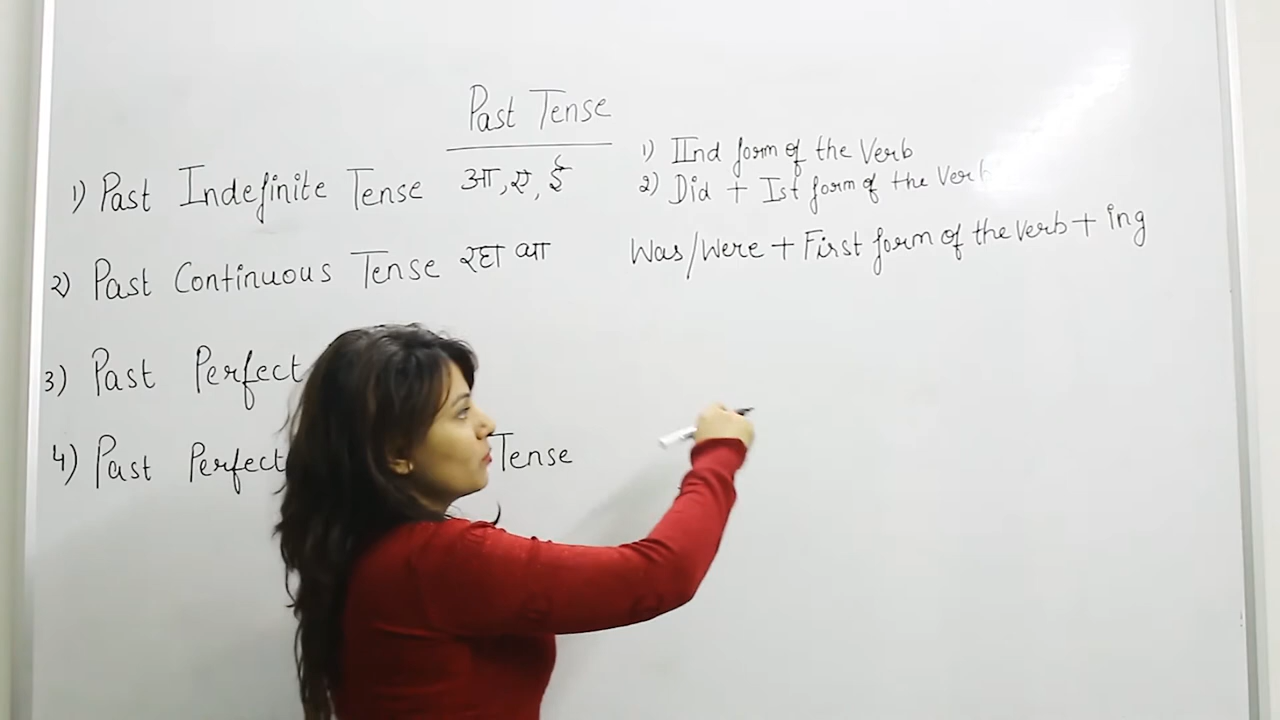 Past Tense
1) Past Indefinite Tense आ, ए, ई
1) IInd form of the Verb
2) Did + Ist form of the Verb
2) Past Continuous Tense रहा था
Was/Were + First form of the verb + ing
3) Past Perfect
4) Past Perfect Tense